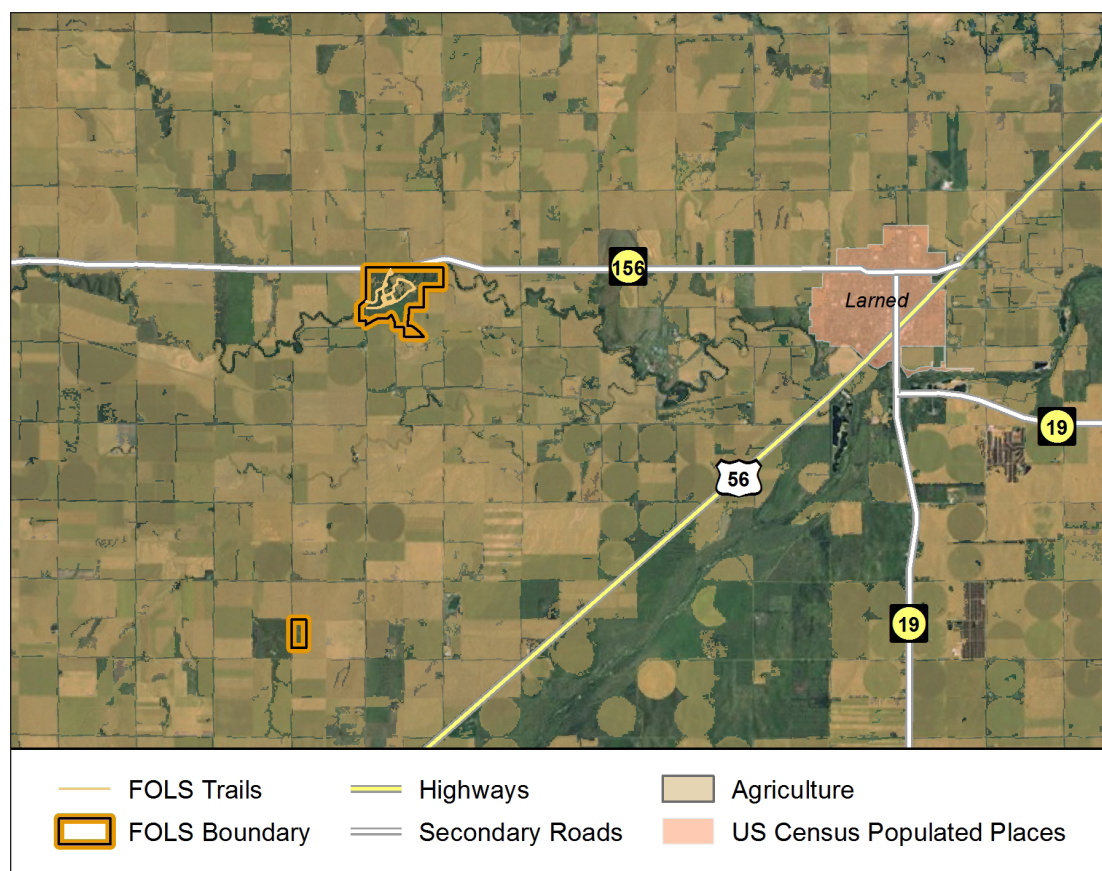 156
Larned
19
56
19
FOLS Trails
Highways
Agriculture
FOLS Boundary
Secondary Roads
US Census Populated Places